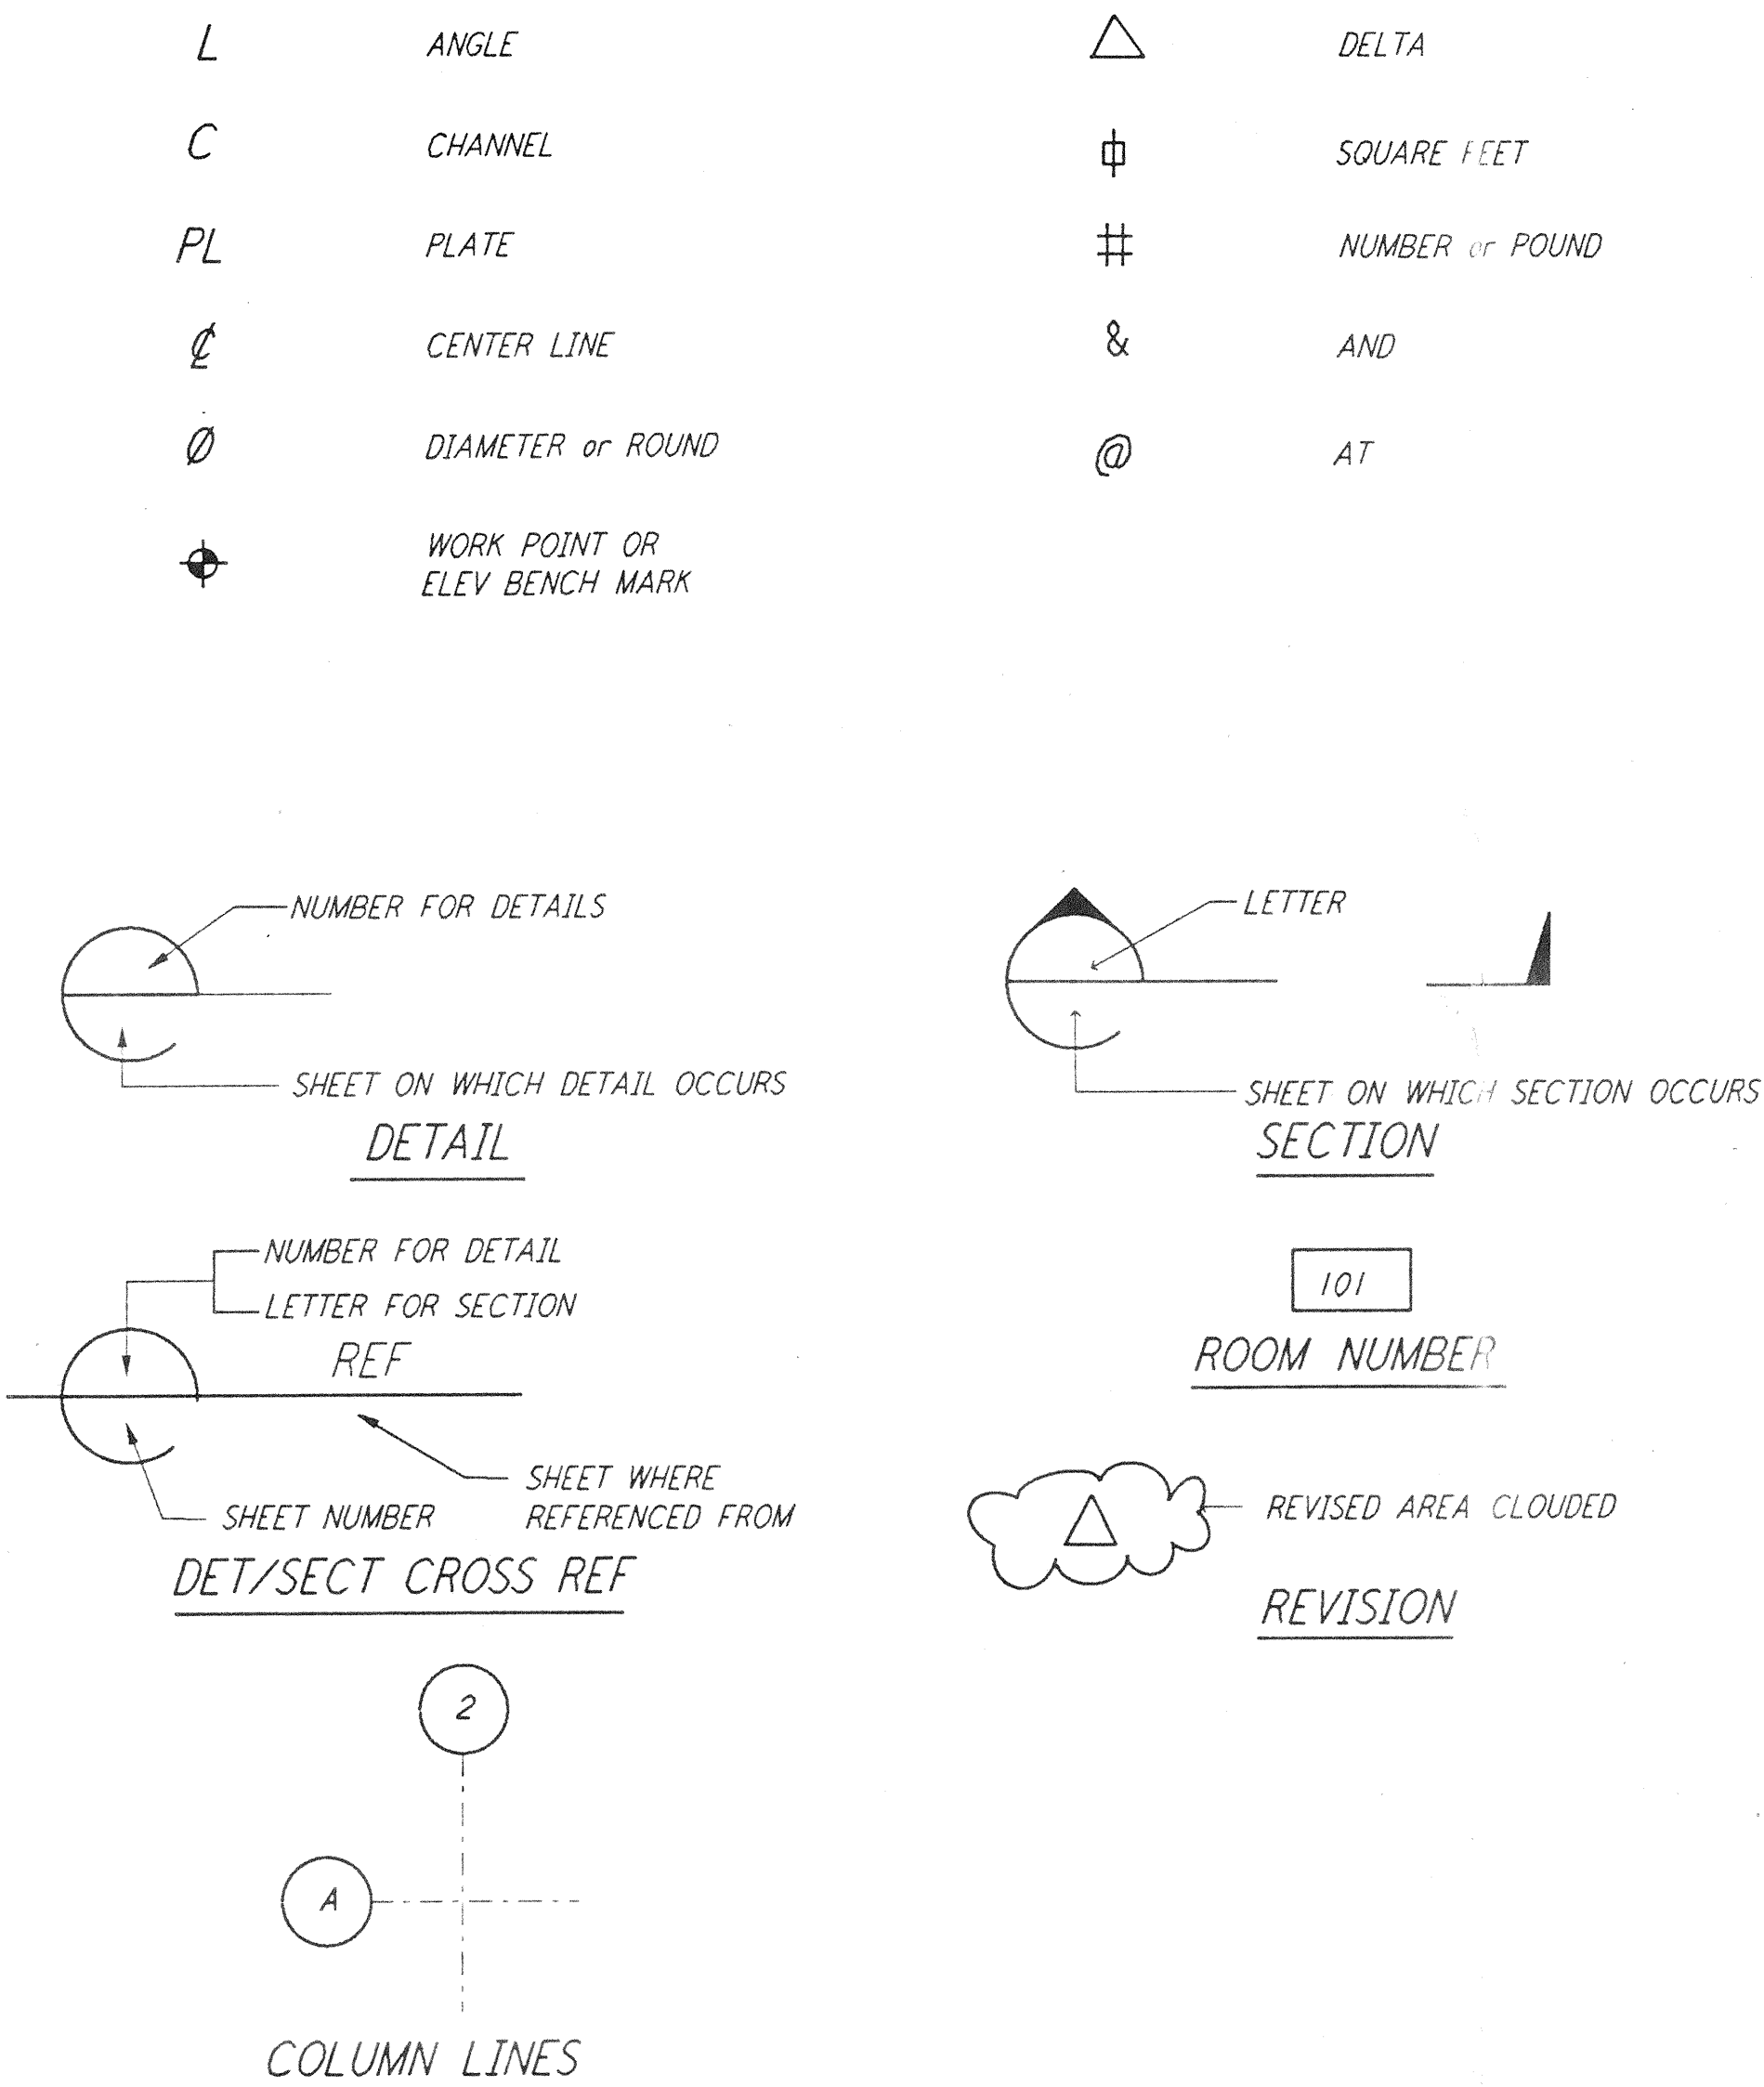 L ANGLE
C CHANNEL
PL PLATE
℄ CENTER LINE
Ø DIAMETER or ROUND
WORK POINT OR
ELEV BENCH MARK
△ DELTA
SQUARE FEET
# NUMBER or POUND
& AND
@ AT
NUMBER FOR DETAILS
SHEET ON WHICH DETAIL OCCURS
DETAIL
LETTER
SHEET ON WHICH SECTION OCCURS
SECTION
NUMBER FOR DETAIL
LETTER FOR SECTION
REF
SHEET WHERE
REFERENCED FROM
SHEET NUMBER
DET/SECT CROSS REF
101
ROOM NUMBER
REVISED AREA CLOUDED
REVISION
2
A
COLUMN LINES